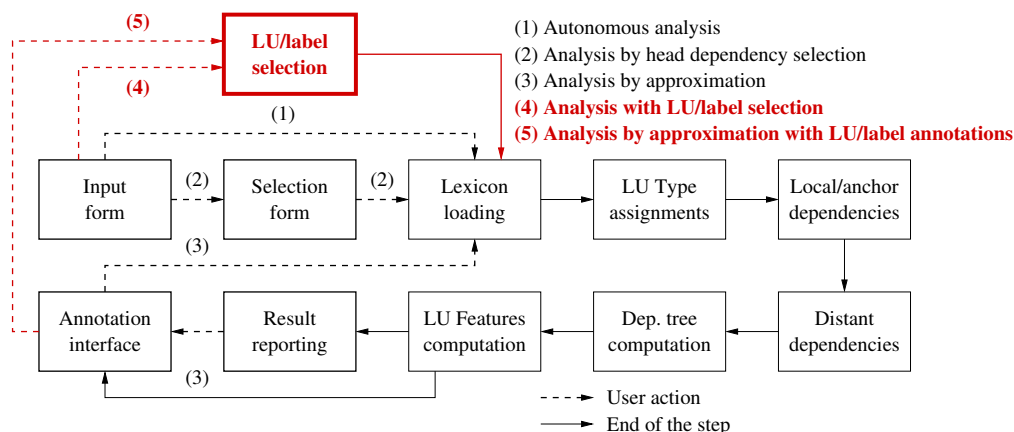 (5)
LU/label
selection
(4)
(1) Autonomous analysis
(2) Analysis by head dependency selection
(3) Analysis by approximation
(4) Analysis with LU/label selection
(5) Analysis by approximation with LU/label annotations
(1)
Input
form
(2)
Selection
form
(2)
Lexicon
loading
LU Type
assignments
Local/anchor
dependencies
(3)
Annotation
interface
Result
reporting
LU Features
computation
Dep. tree
computation
Distant
dependencies
(3)
User action
End of the step